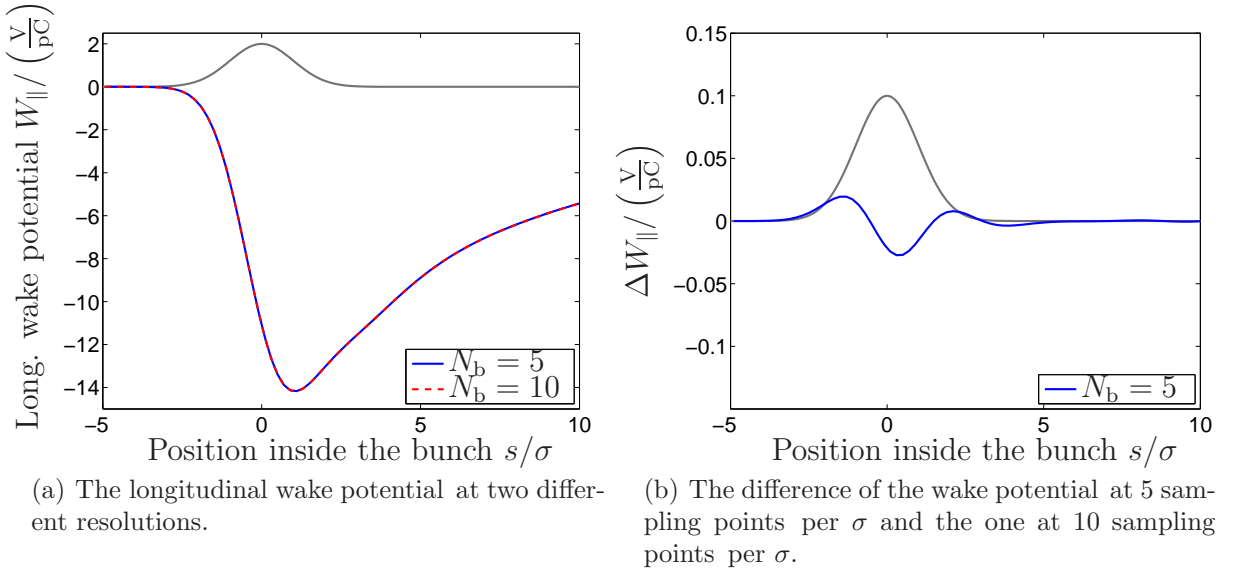 Long. wake potential W∥/ (V/pC)
2
0
−2
−4
−6
−8
−10
−12
−14
-5
0
5
10
N_b = 5
N_b = 10
Position inside the bunch s/σ
(a) The longitudinal wake potential at two differ-
ent resolutions.
ΔW∥/ (V/pC)
0.15
0.1
0.05
0
−0.05
−0.1
-5
0
5
10
N_b = 5
Position inside the bunch s/σ
(b) The difference of the wake potential at 5 sam-
pling points per σ and the one at 10 sampling
points per σ.